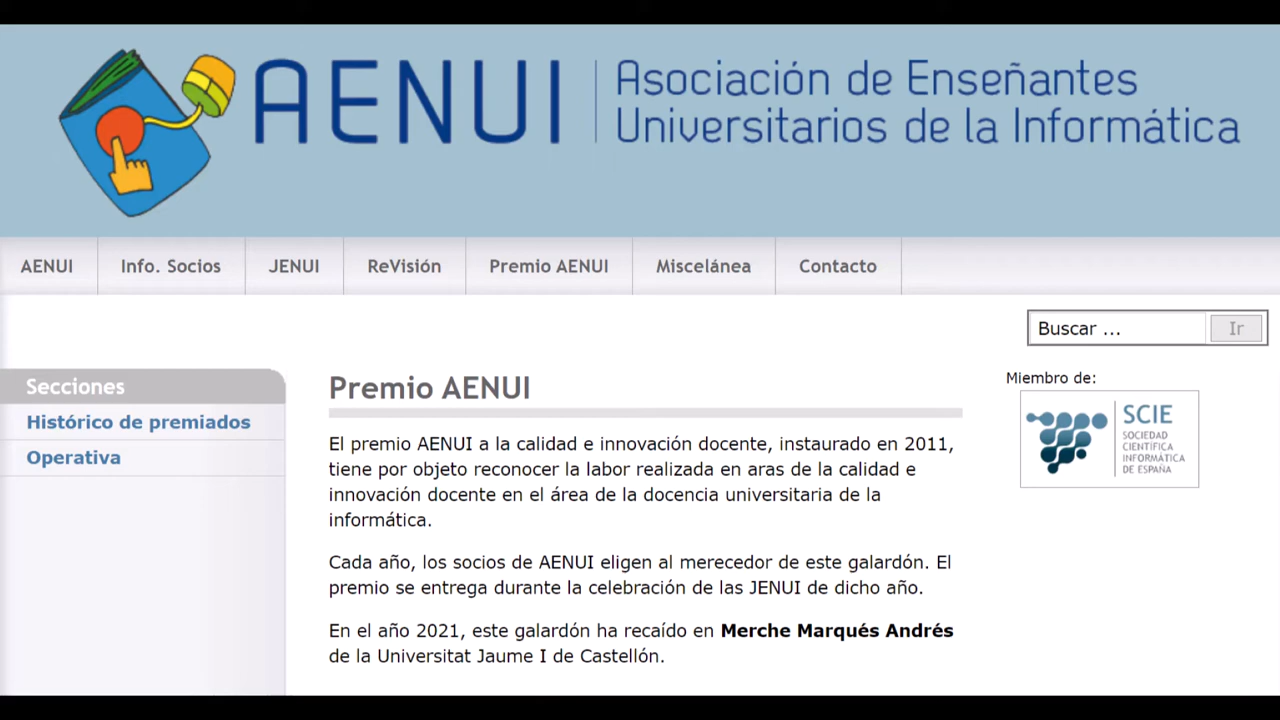 AENUI
Asociación de Enseñantes
Universitarios de la Informática
AENUI
Info. Socios
JENUI
ReVisión
Premio AENUI
Miscelánea
Contacto
Buscar ...
Ir
Secciones
Histórico de premiados
Operativa
Premio AENUI
El premio AENUI a la calidad e innovación docente, instaurado en 2011,
tiene por objeto reconocer la labor realizada en aras de la calidad e
innovación docente en el área de la docencia universitaria de la
informática.
Cada año, los socios de AENUI eligen al merecedor de este galardón. El
premio se entrega durante la celebración de las JENUI de dicho año.
En el año 2021, este galardón ha recaído en Merche Marqués Andrés
de la Universitat Jaume I de Castellón.
Miembro de:
SCIE
SOCIEDAD
CIENTÍFICA
INFORMÁTICA
DE ESPAÑA